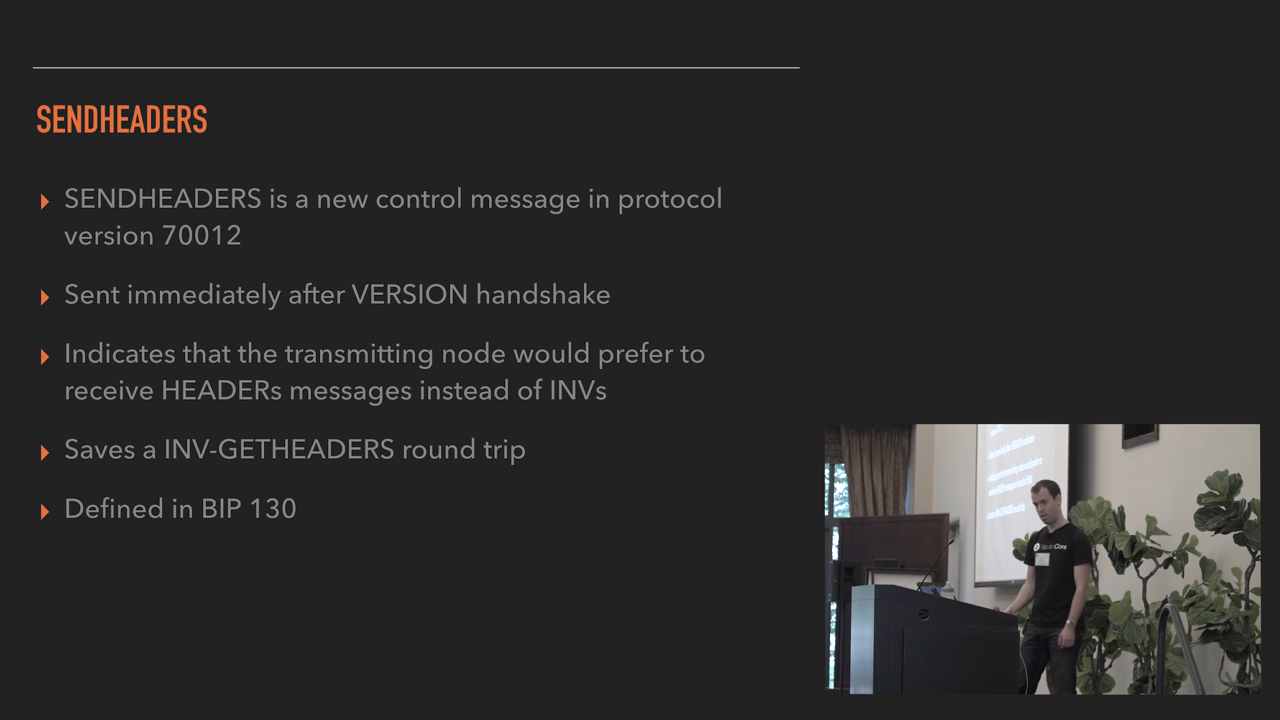 SENDHEADERS
SENDHEADERS is a new control message in protocol
version 70012
Sent immediately after VERSION handshake
Indicates that the transmitting node would prefer to
receive HEADERs messages instead of INVs
Saves a INV-GETHEADERS round trip
Defined in BIP 130